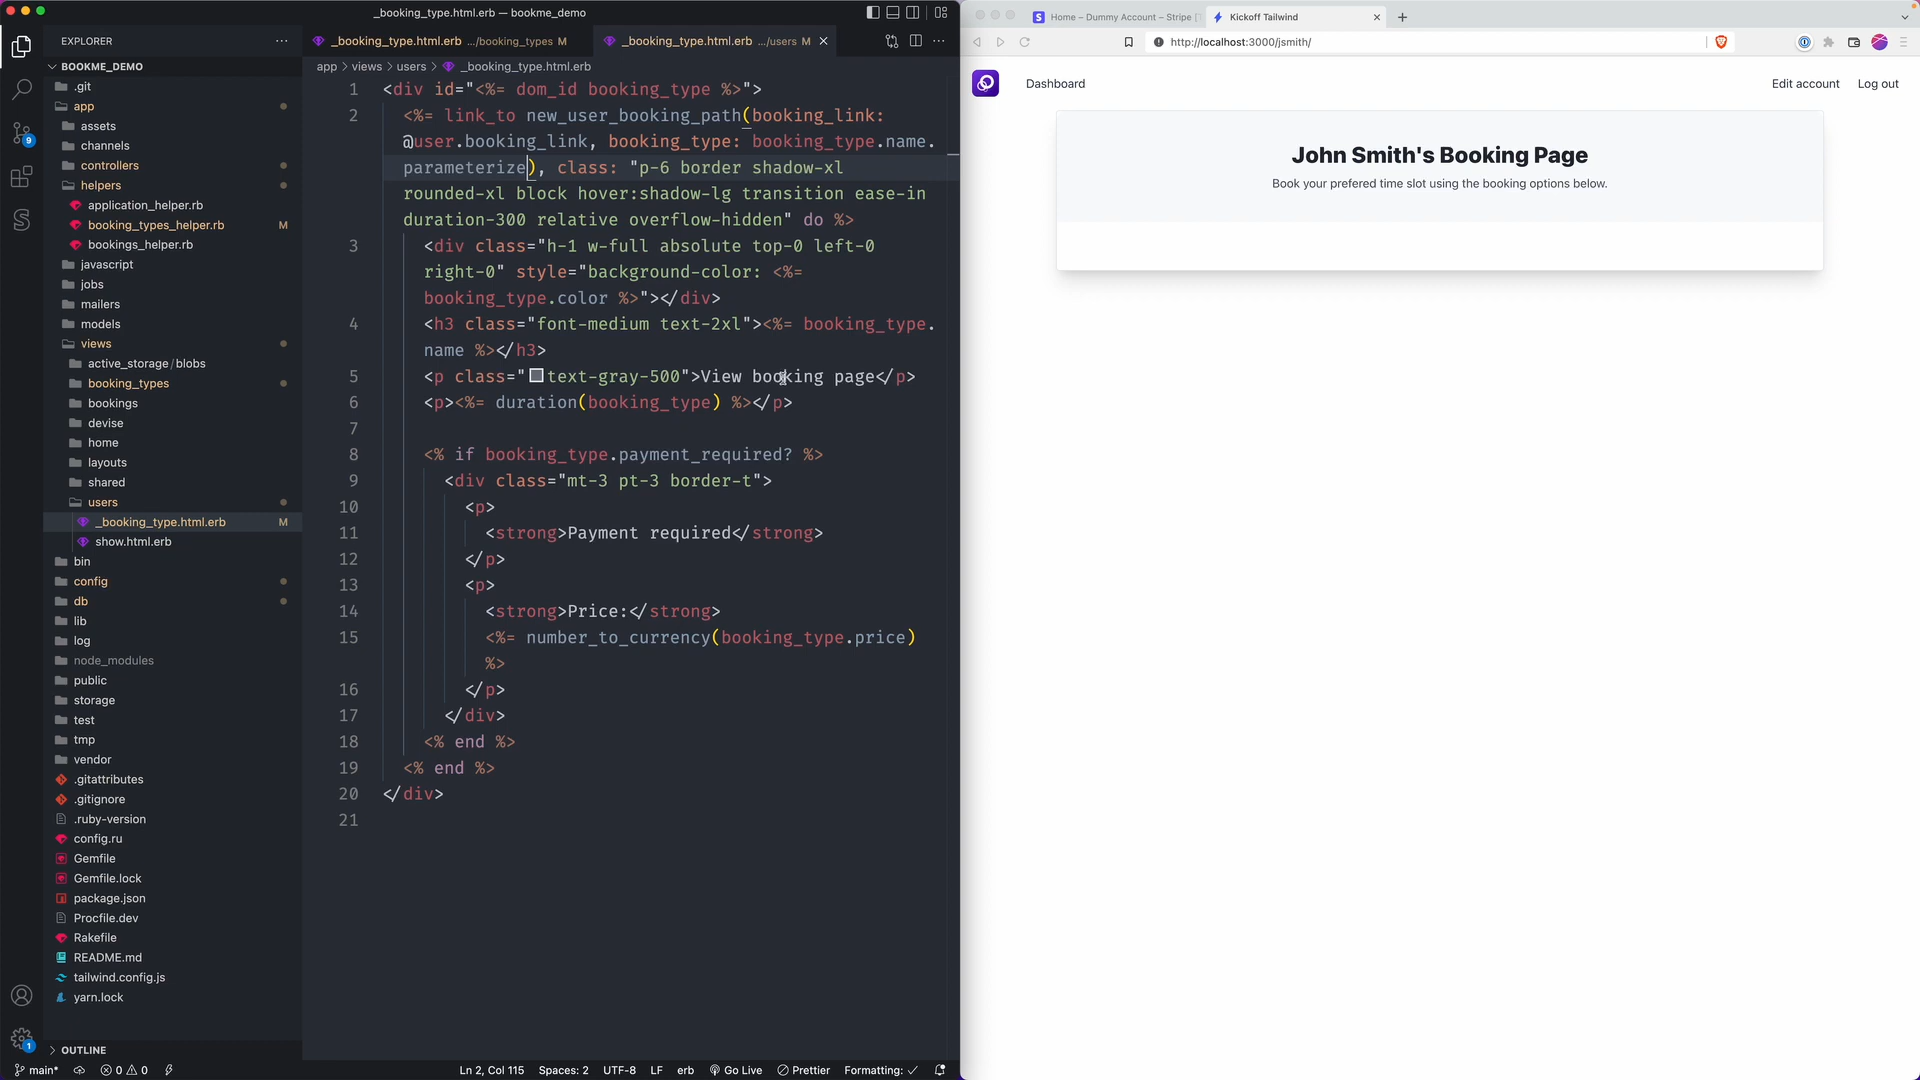 _booking_type.html.erb — bookme_demo
EXPLORER
BOOKME_DEMO
.git
app
assets
channels
controllers
helpers
application_helper.rb
booking_types_helper.rb M
bookings_helper.rb
javascript
jobs
mailers
models
views
active_storage/blobs
booking_types
bookings
devise
home
layouts
shared
users
_booking_type.html.erb M
show.html.erb
bin
config
db
lib
log
node_modules
public
storage
test
tmp
vendor
.gitattributes
.gitignore
.ruby-version
config.ru
Gemfile
Gemfile.lock
package.json
Procfile.dev
Rakefile
README.md
tailwind.config.js
yarn.lock
OUTLINE
9
1
_booking_type.html.erb .../booking_types M
_booking_type.html.erb .../users M
app > views > users > _booking_type.html.erb
1 <div id="<%= dom_id booking_type %>">
2 <%= link_to new_user_booking_path(booking_link:
@user.booking_link, booking_type: booking_type.name.
parameterize), class: "p-6 border shadow-xl
rounded-xl block hover:shadow-lg transition ease-in
duration-300 relative overflow-hidden" do %>
3 <div class="h-1 w-full absolute top-0 left-0
right-0" style="background-color: <%=
booking_type.color %>"></div>
4 <h3 class="font-medium text-2xl"><%= booking_type.
name %></h3>
5 <p class="text-gray-500">View booking page</p>
6 <p><%= duration(booking_type) %></p>
7
8 <% if booking_type.payment_required? %>
9 <div class="mt-3 pt-3 border-t">
10 <p>
11 <strong>Payment required</strong>
12 </p>
13 <p>
14 <strong>Price:</strong>
15 <%= number_to_currency(booking_type.price)
%>
16 </p>
17 </div>
18 <% end %>
19 <% end %>
20 </div>
21
main* 0 0 Ln 2, Col 115 Spaces: 2 UTF-8 LF erb Go Live Prettier Formatting:
Home – Dummy Account – Stripe [
Kickoff Tailwind
http://localhost:3000/jsmith/
Dashboard Edit account Log out
John Smith's Booking Page
Book your prefered time slot using the booking options below.